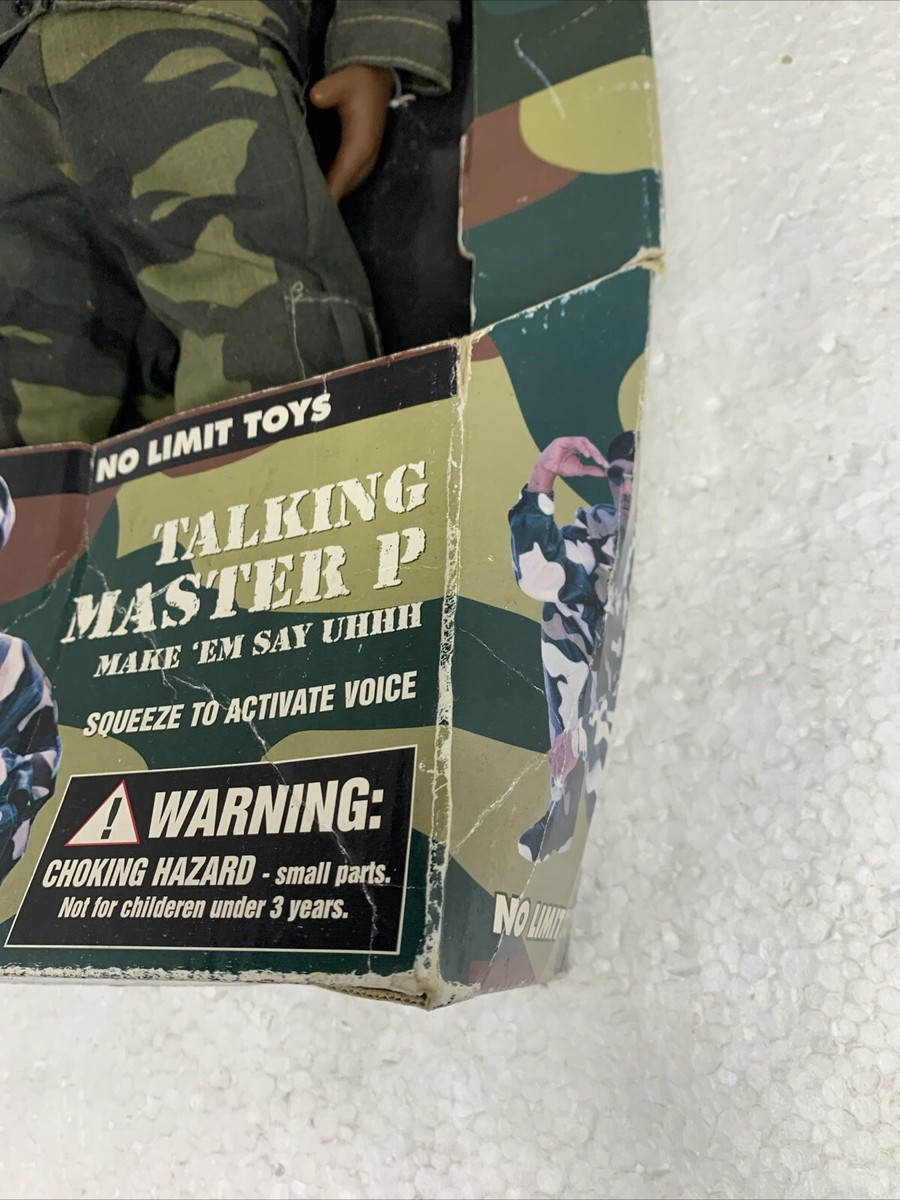 NO LIMIT TOYS
TALKING
MASTER P
MAKE 'EM SAY UHHH
SQUEEZE TO ACTIVATE VOICE
WARNING:
CHOKING HAZARD - small parts.
Not for childeren under 3 years.
NO LIMIT